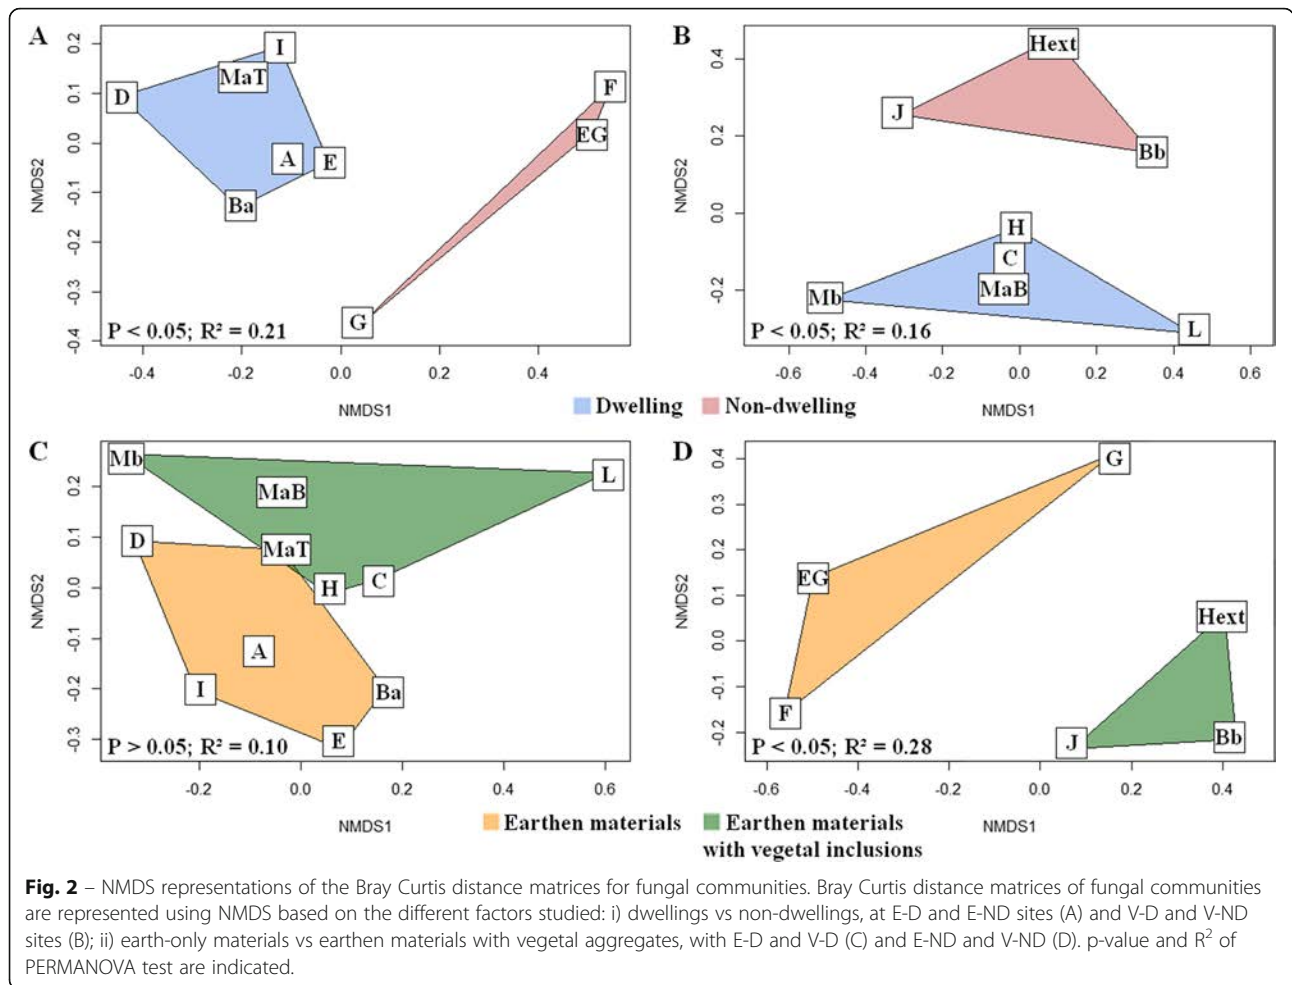 A
B
0.2
0.1
0.0
-0.1
-0.2
-0.3
-0.4
NMDS2
I
MaT
D
A
E
Ba
F
EG
G
P < 0.05; R² = 0.21
-0.4 -0.2 0.0 0.2 0.4
NMDS1
0.4
0.2
0.0
-0.2
NMDS2
Hext
J
Bb
H
C
MaB
Mb
L
P < 0.05; R² = 0.16
-0.6 -0.4 -0.2 0.0 0.2 0.4 0.6
NMDS1
Dwelling Non-dwelling
C
D
0.2
0.1
0.0
-0.1
-0.2
-0.3
NMDS2
Mb
MaB
L
D
MaT
H
C
A
I
Ba
E
P > 0.05; R² = 0.10
-0.2 0.0 0.2 0.4 0.6
NMDS1
0.4
0.3
0.2
0.1
0.0
-0.1
-0.2
NMDS2
G
EG
F
Hext
J
Bb
P < 0.05; R² = 0.28
-0.6 -0.4 -0.2 0.0 0.2 0.4
NMDS1
Earthen materials
Earthen materials
with vegetal inclusions
Fig. 2 – NMDS representations of the Bray Curtis distance matrices for fungal communities. Bray Curtis distance matrices of fungal communities
are represented using NMDS based on the different factors studied: i) dwellings vs non-dwellings, at E-D and E-ND sites (A) and V-D and V-ND
sites (B); ii) earth-only materials vs earthen materials with vegetal aggregates, with E-D and V-D (C) and E-ND and V-ND (D). p-value and R² of
PERMANOVA test are indicated.